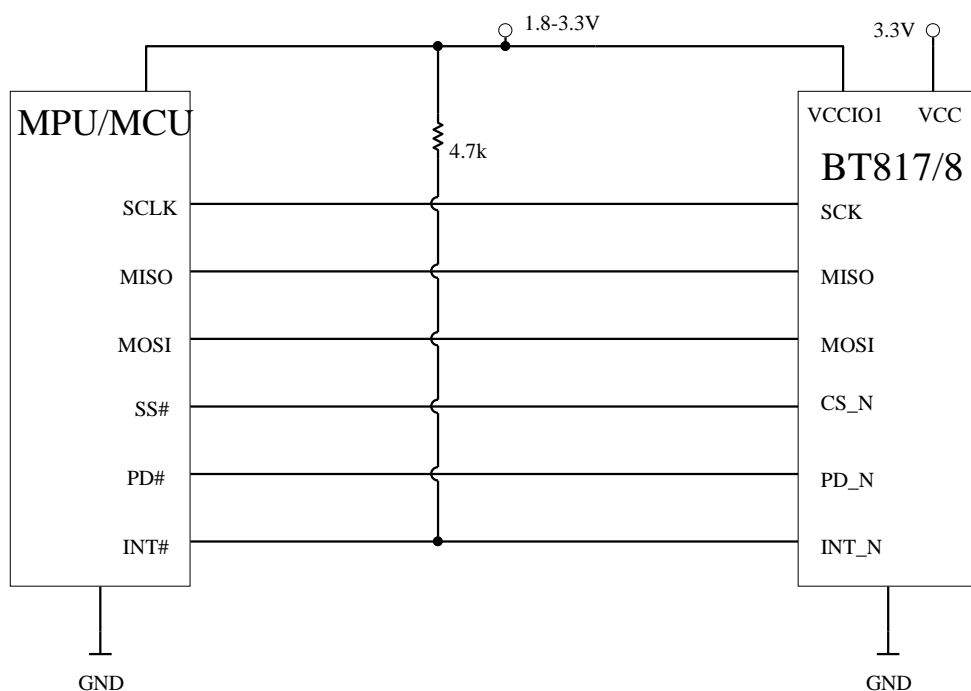 1.8-3.3V
3.3V
MPU/MCU
VCCIO1 VCC
4.7k
BT817/8
SCLK
SCK
MISO
MISO
MOSI
MOSI
SS#
CS_N
PD#
PD_N
INT#
INT_N
GND
GND